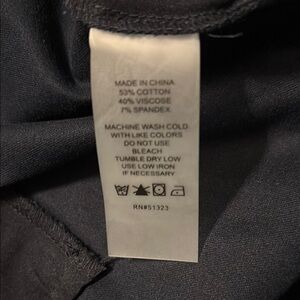 MADE IN CHINA
53% COTTON
40% VISCOSE
7% SPANDEX
MACHINE WASH COLD
WITH LIKE COLORS
DO NOT USE
BLEACH
TUMBLE DRY LOW
USE LOW IRON
IF NECESSARY
RN#51323